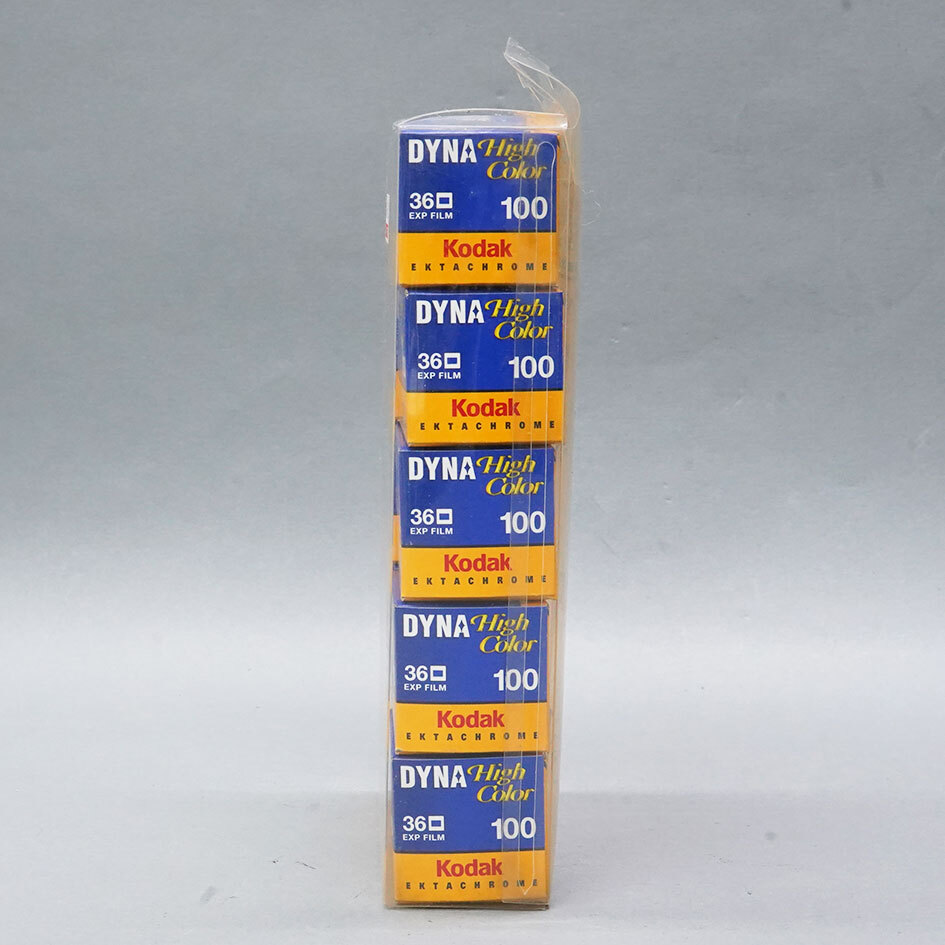 DYNA High
Color
36
EXP FILM
100
Kodak
EKTACHROME
DYNA High
Color
36
EXP FILM
100
Kodak
EKTACHROME
DYNA High
Color
36
EXP FILM
100
Kodak
EKTACHROME
DYNA High
Color
36
EXP FILM
100
Kodak
EKTACHROME
DYNA High
Color
36
EXP FILM
100
Kodak
EKTACHROME